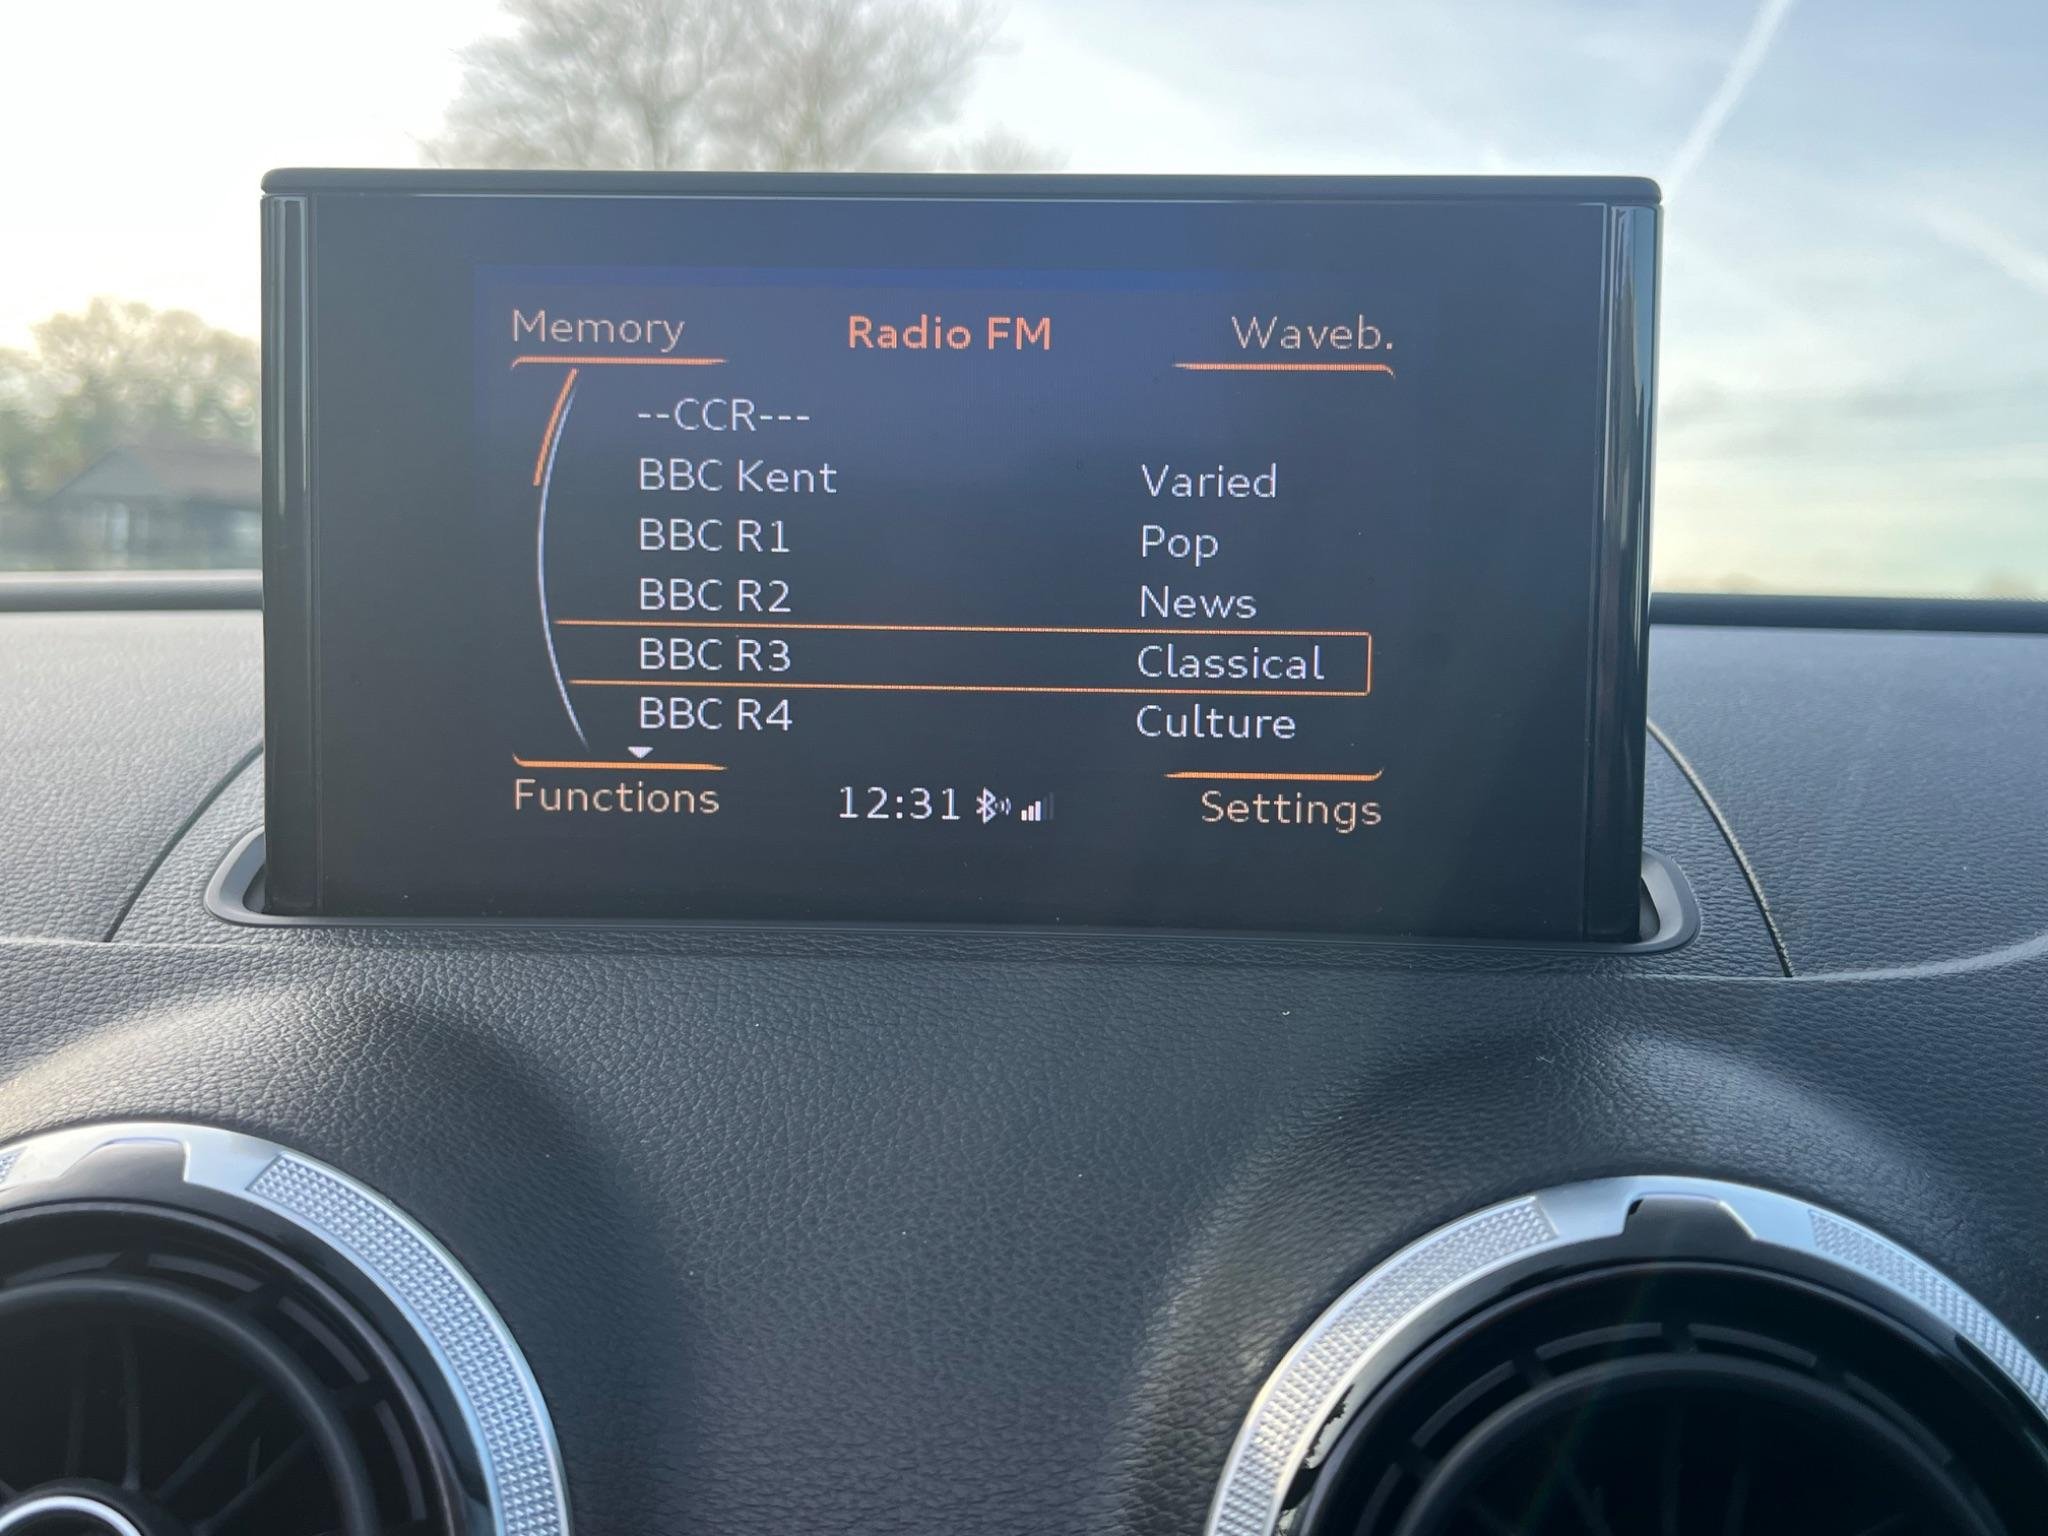 Memory Radio FM Waveb.
--CCR---
BBC Kent Varied
BBC R1 Pop
BBC R2 News
BBC R3 Classical
BBC R4 Culture
Functions 12:31 Settings